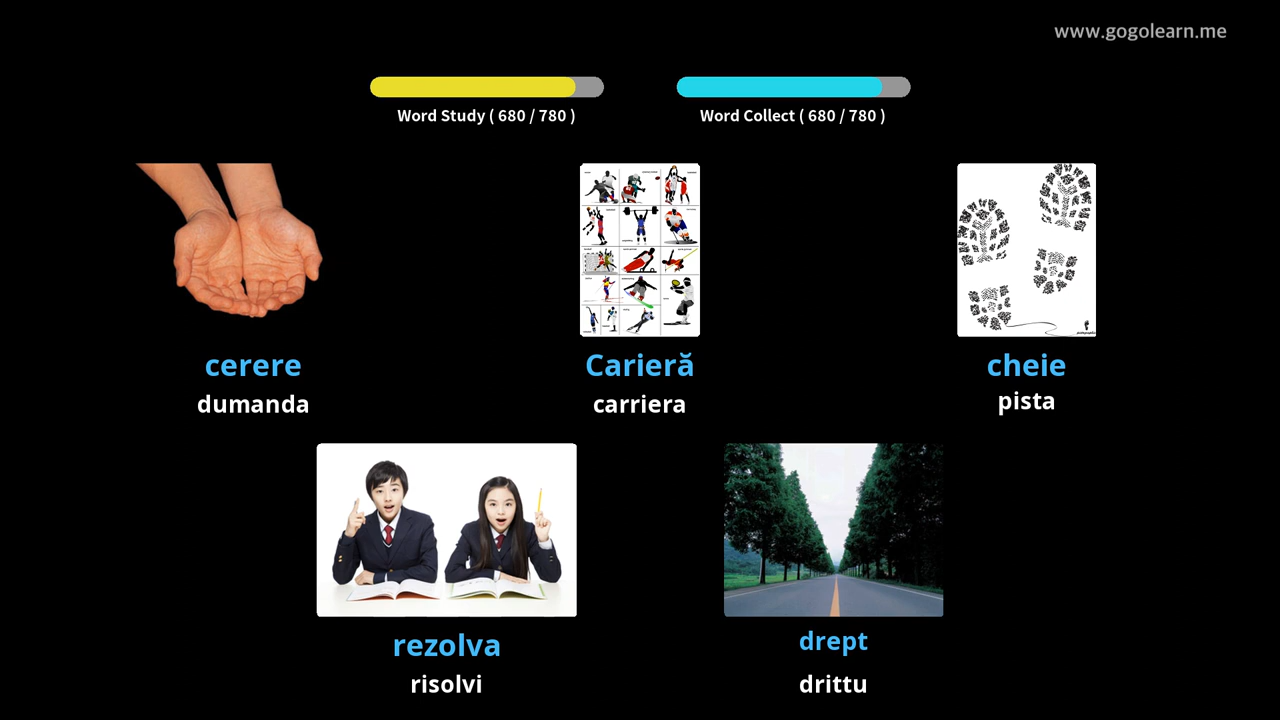 www.gogolearn.me
Word Study ( 680 / 780 )
Word Collect ( 680 / 780 )
cerere
Carieră
cheie
dumanda
carriera
pista
rezolva
drept
risolvi
drittu